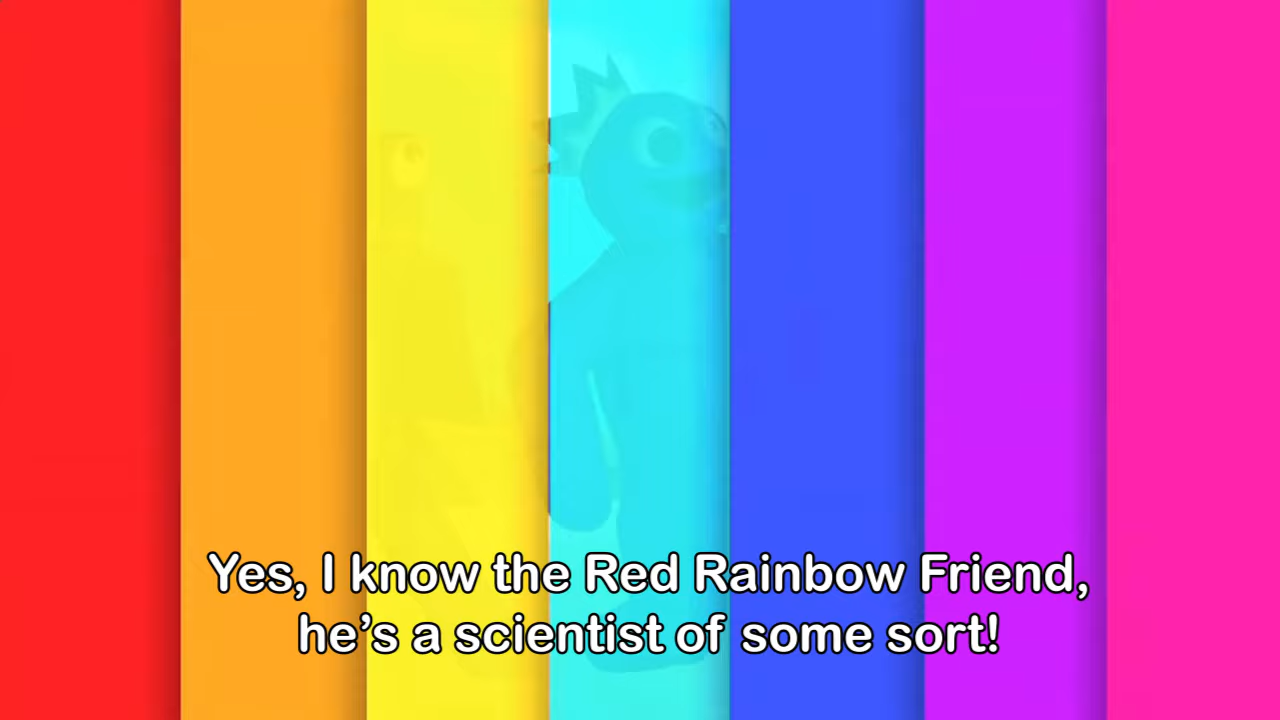 Yes, I know the Red Rainbow Friend,
he’s a scientist of some sort!